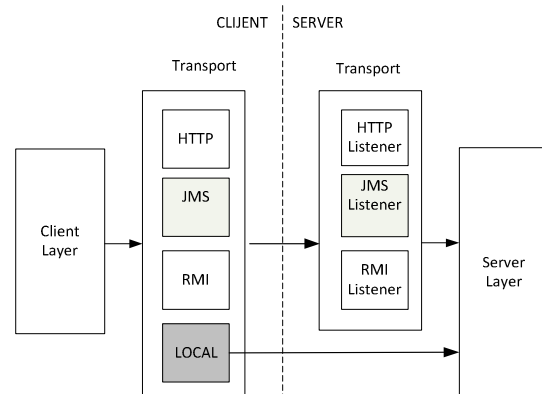 CLIJENT
SERVER
Transport
Transport
HTTP
HTTP
Listener
JMS
JMS
Listener
Client
Layer
RMI
RMI
Listener
Server
Layer
LOCAL